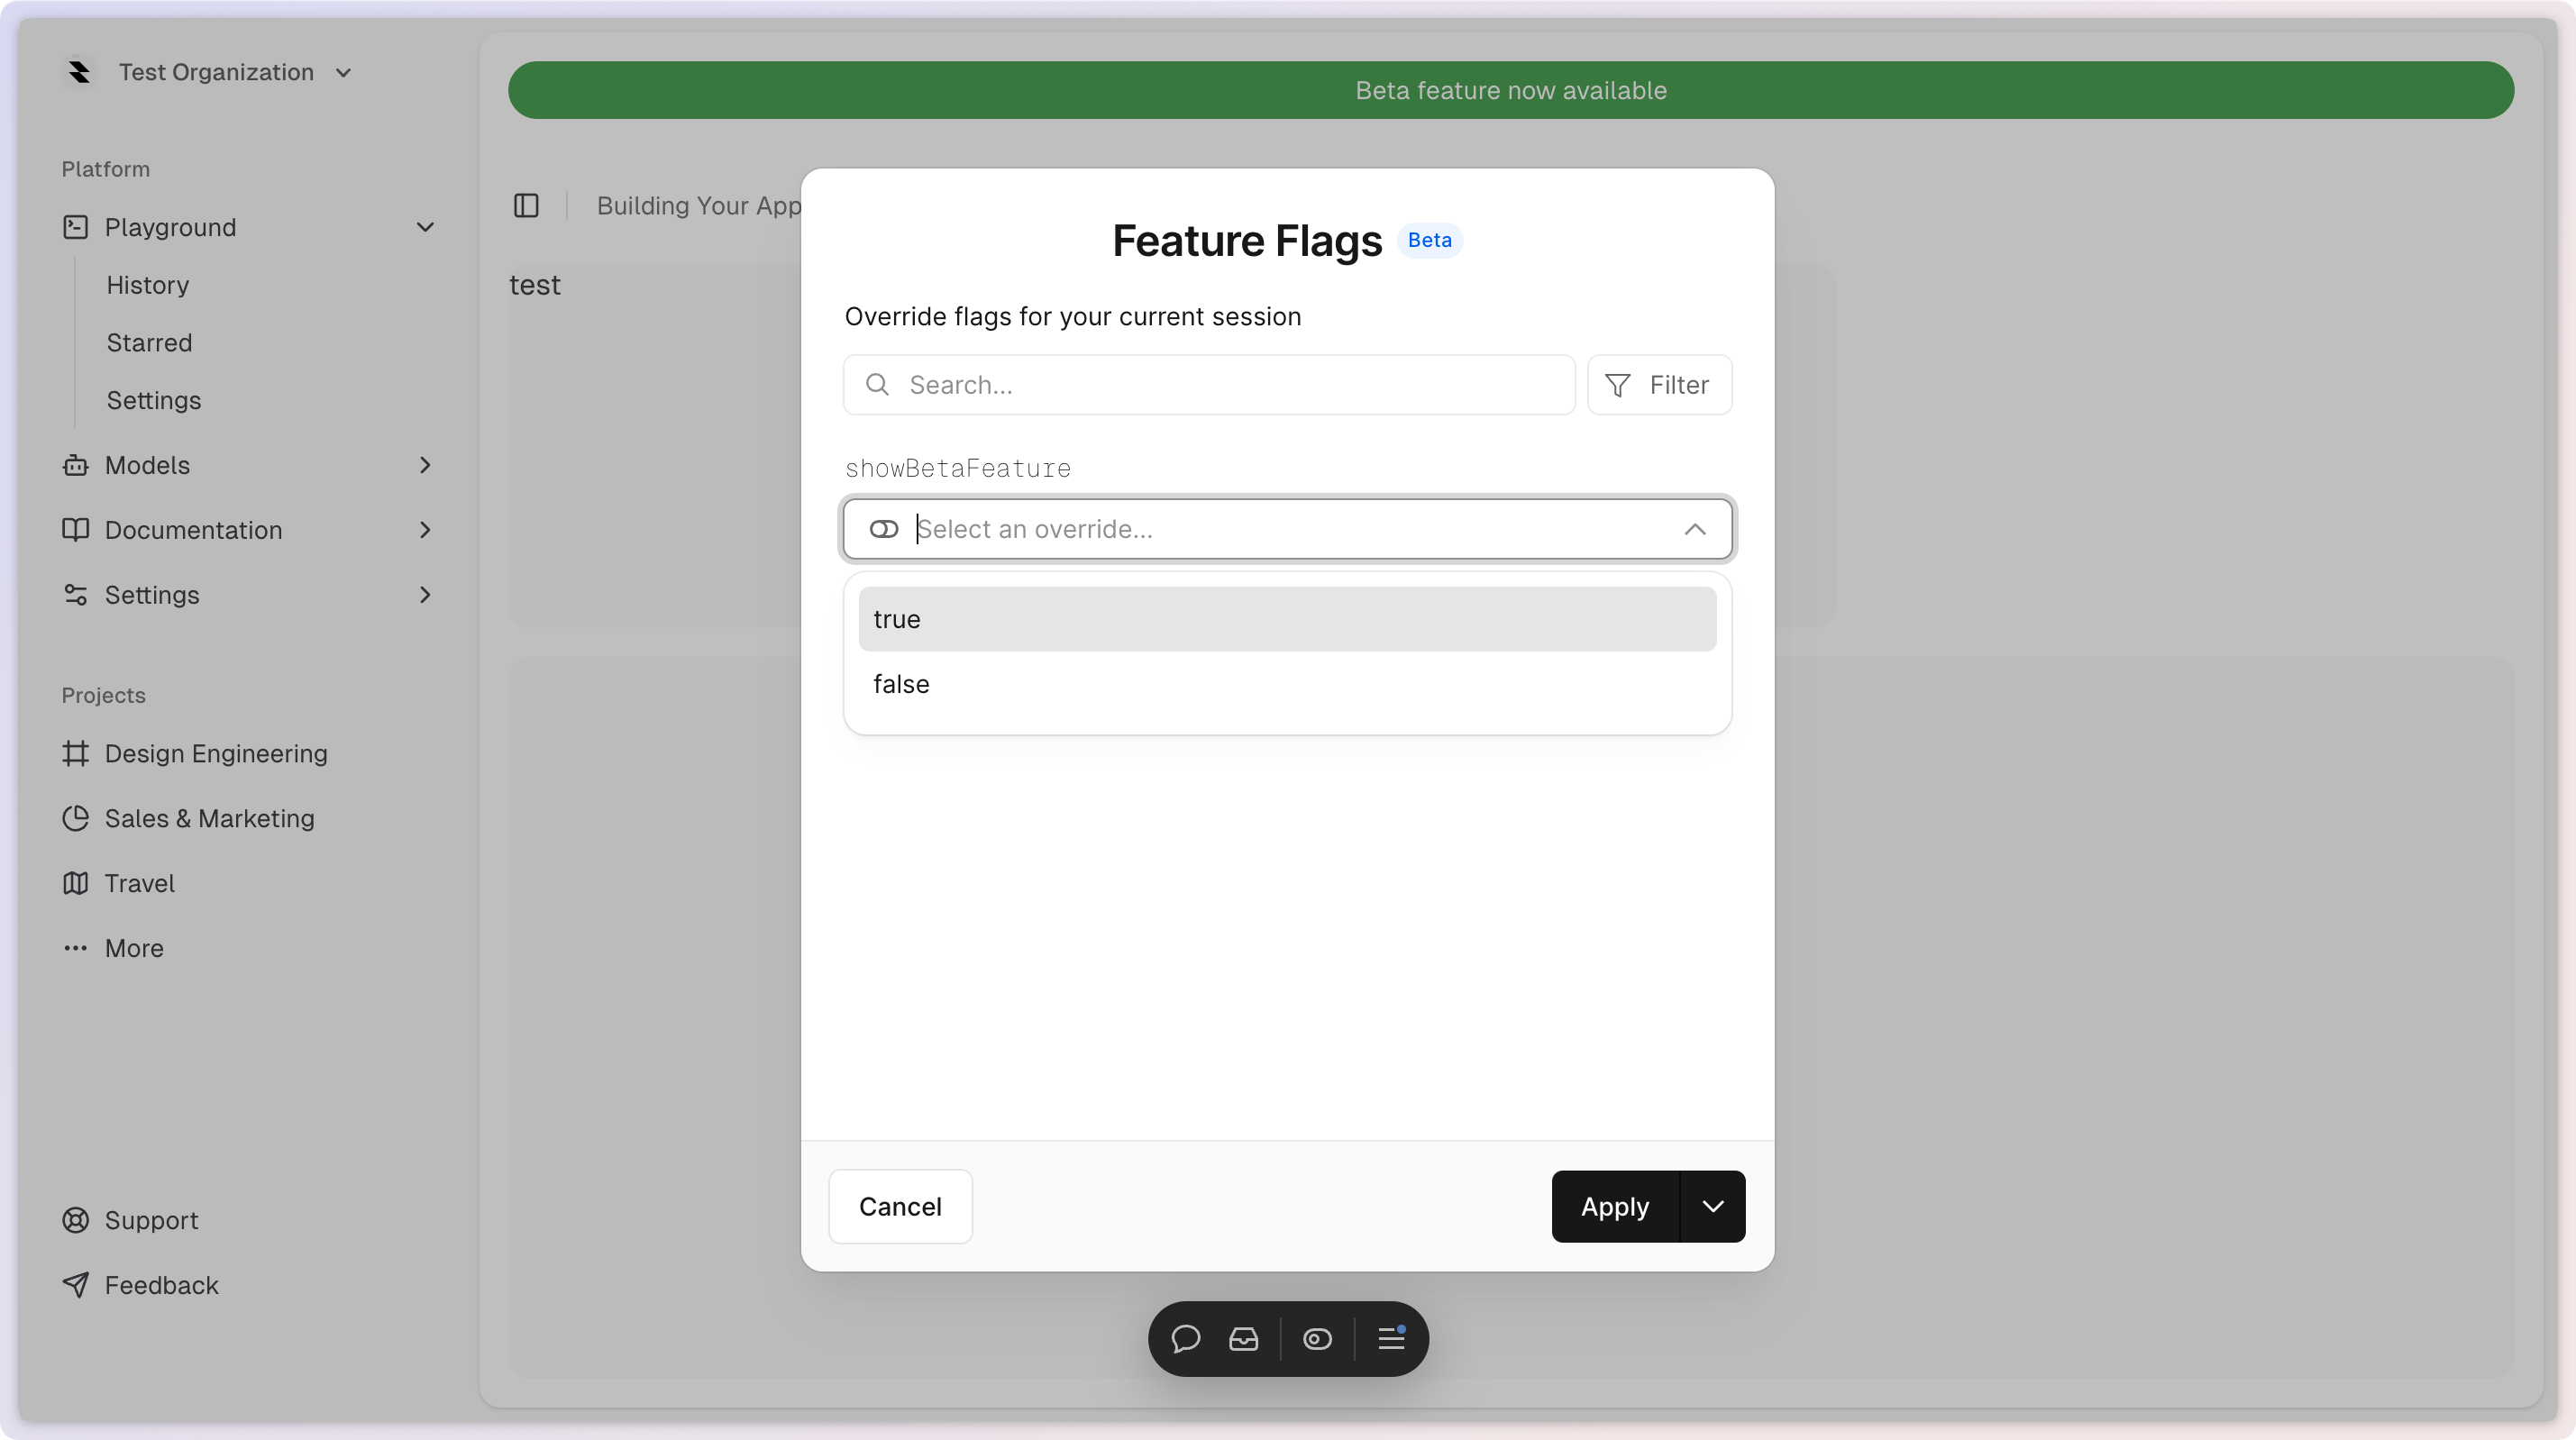 Test Organization
Platform
Playground
History
Starred
Settings
Models
Documentation
Settings
Projects
Design Engineering
Sales & Marketing
Travel
More
Support
Feedback
Beta feature now available
Building Your App
test
Feature Flags Beta
Override flags for your current session
Search...
Filter
showBetaFeature
Select an override...
true
false
Cancel
Apply